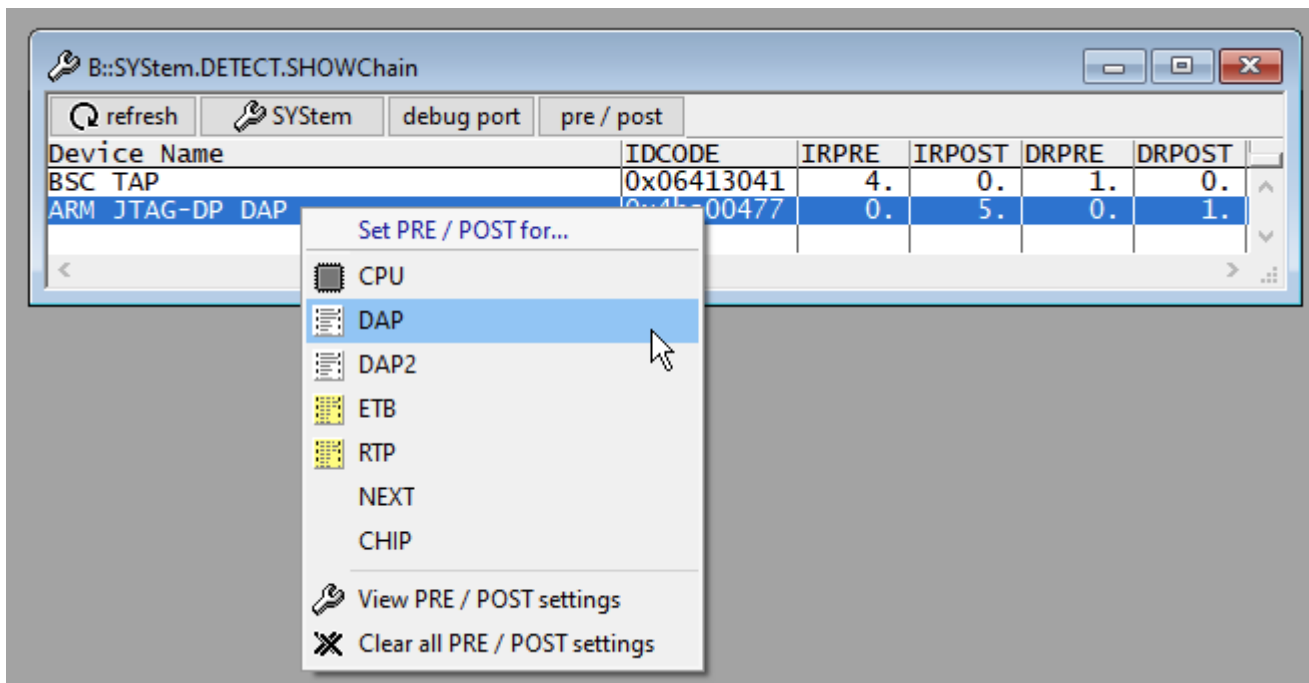 B::SYStem.DETECT.SHOWChain
refresh SYStem debug port pre / post
Device Name IDCODE IRPRE IRPOST DRPRE DRPOST
BSC TAP 0x06413041 4. 0. 1. 0.
ARM JTAG-DP DAP 00477 0. 5. 0. 1.
Set PRE / POST for...
CPU
DAP
DAP2
ETB
RTP
NEXT
CHIP
View PRE / POST settings
Clear all PRE / POST settings